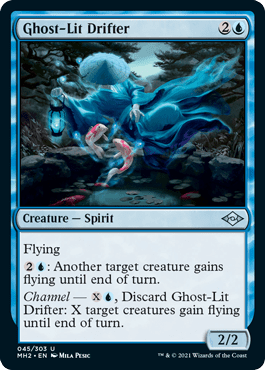 Ghost-Lit Drifter 2
Creature — Spirit
Flying
2: Another target creature gains
flying until end of turn.
Channel — X, Discard Ghost-Lit
Drifter: X target creatures gain flying
until end of turn.
2/2
045/303 U
MH2 • EN Mila Pesic
™ & © 2021 Wizards of the Coast